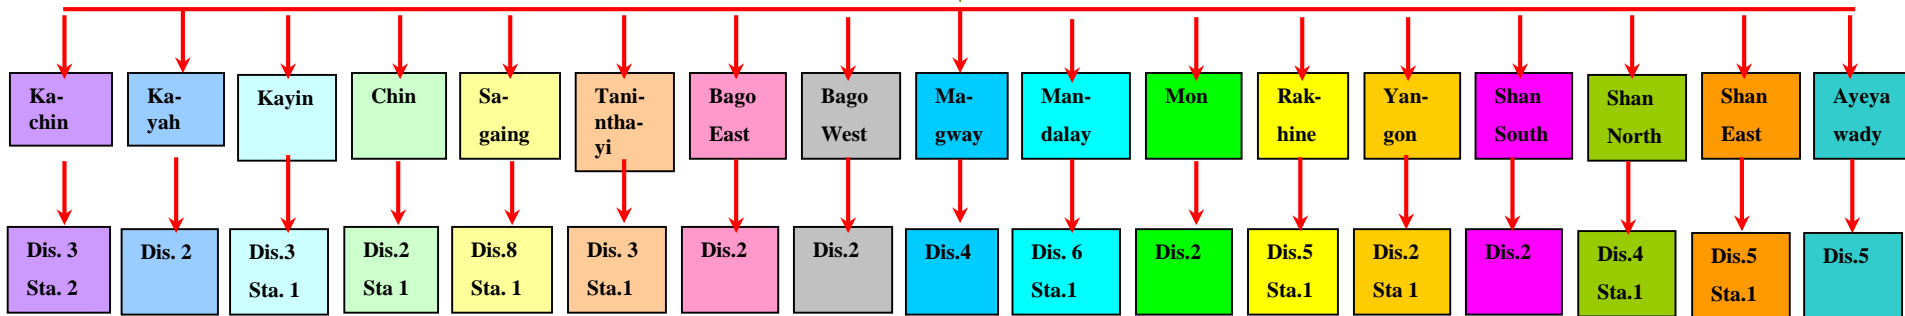 Ka-
chin
Ka-
yah
Kayin
Chin
Sa-
gaing
Tani-
ntha-
yi
Bago
East
Bago
West
Ma-
gway
Man-
dalay
Mon
Rak-
hine
Yan-
gon
Shan
South
Shan
North
Shan
East
Ayeya
wady
Dis. 3
Sta. 2
Dis. 2
Dis.3
Sta. 1
Dis.2
Sta 1
Dis.8
Sta. 1
Dis. 3
Sta.1
Dis.2
Dis.2
Dis.4
Dis. 6
Sta.1
Dis.2
Dis.5
Sta.1
Dis.2
Sta 1
Dis.2
Dis.4
Sta.1
Dis.5
Sta.1
Dis.5